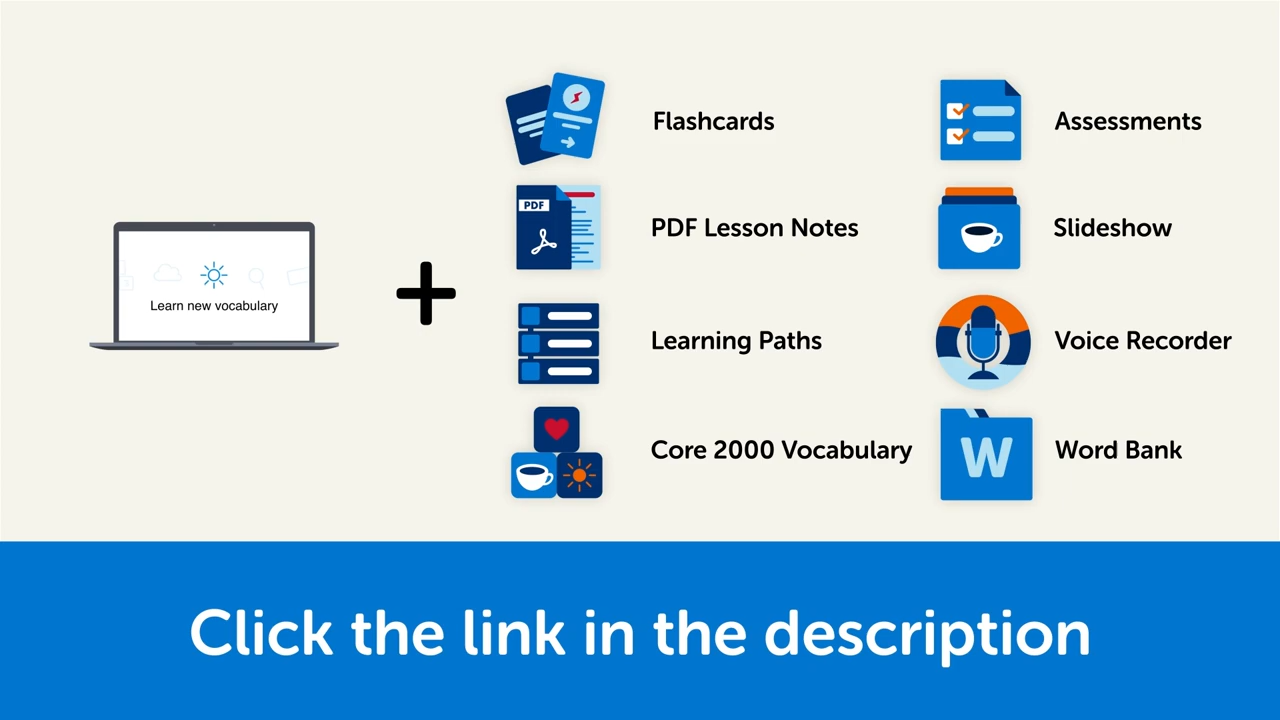 Learn new vocabulary
Flashcards
PDF
PDF Lesson Notes
Learning Paths
Core 2000 Vocabulary
Assessments
Slideshow
Voice Recorder
W
Word Bank
Click the link in the description